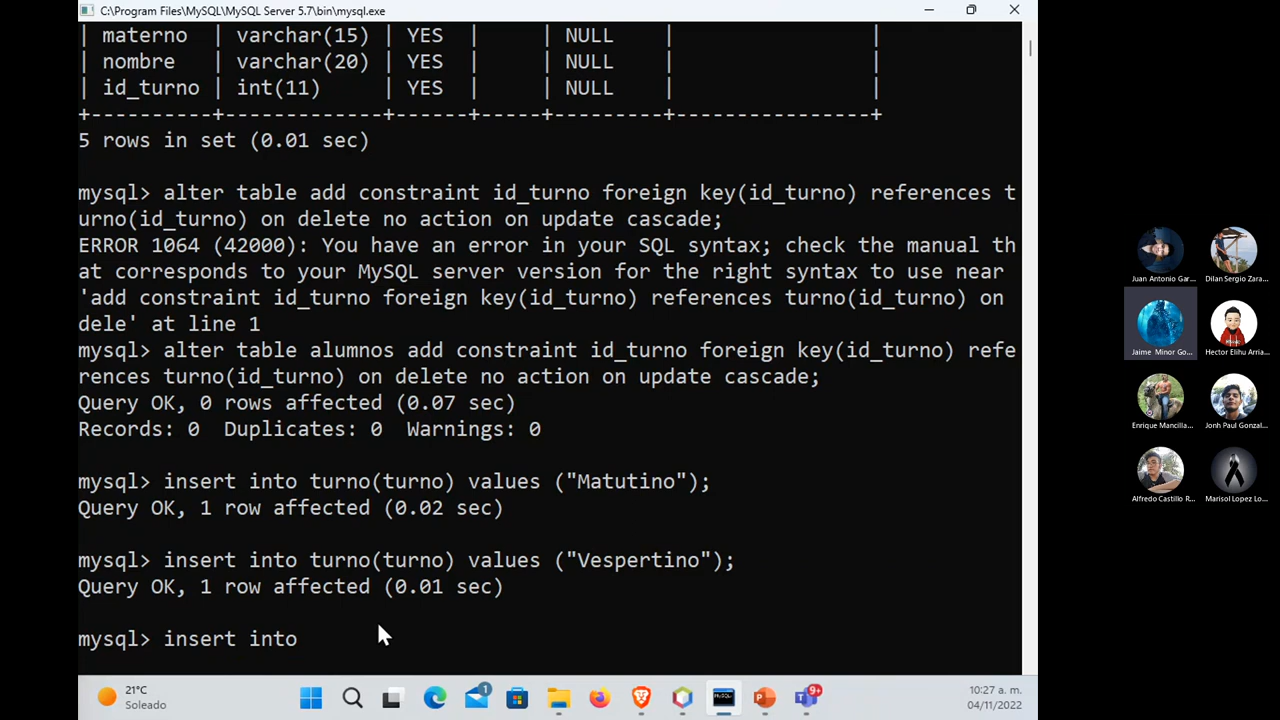 C:\Program Files\MySQL\MySQL Server 5.7\bin\mysql.exe
| materno | varchar(15) | YES | | NULL | |
| nombre | varchar(20) | YES | | NULL | |
| id_turno | int(11) | YES | | NULL | |
+----------+-------------+------+-----+---------+----------------+
5 rows in set (0.01 sec)
mysql> alter table add constraint id_turno foreign key(id_turno) references t
urno(id_turno) on delete no action on update cascade;
ERROR 1064 (42000): You have an error in your SQL syntax; check the manual th
at corresponds to your MySQL server version for the right syntax to use near
'add constraint id_turno foreign key(id_turno) references turno(id_turno) on
dele' at line 1
mysql> alter table alumnos add constraint id_turno foreign key(id_turno) refe
rences turno(id_turno) on delete no action on update cascade;
Query OK, 0 rows affected (0.07 sec)
Records: 0  Duplicates: 0  Warnings: 0
mysql> insert into turno(turno) values ("Matutino");
Query OK, 1 row affected (0.02 sec)
mysql> insert into turno(turno) values ("Vespertino");
Query OK, 1 row affected (0.01 sec)
mysql> insert into
Juan Antonio Gar...
Dilan Sergio Zara...
Jaime Minor Go...
Hector Elihu Arria...
Enrique Mancilla...
Jonh Paul Gonzal...
Alfredo Castillo R...
Marisol Lopez Lo...
21°C
Soleado
1
MySQL
9+
10:27 a. m.
04/11/2022